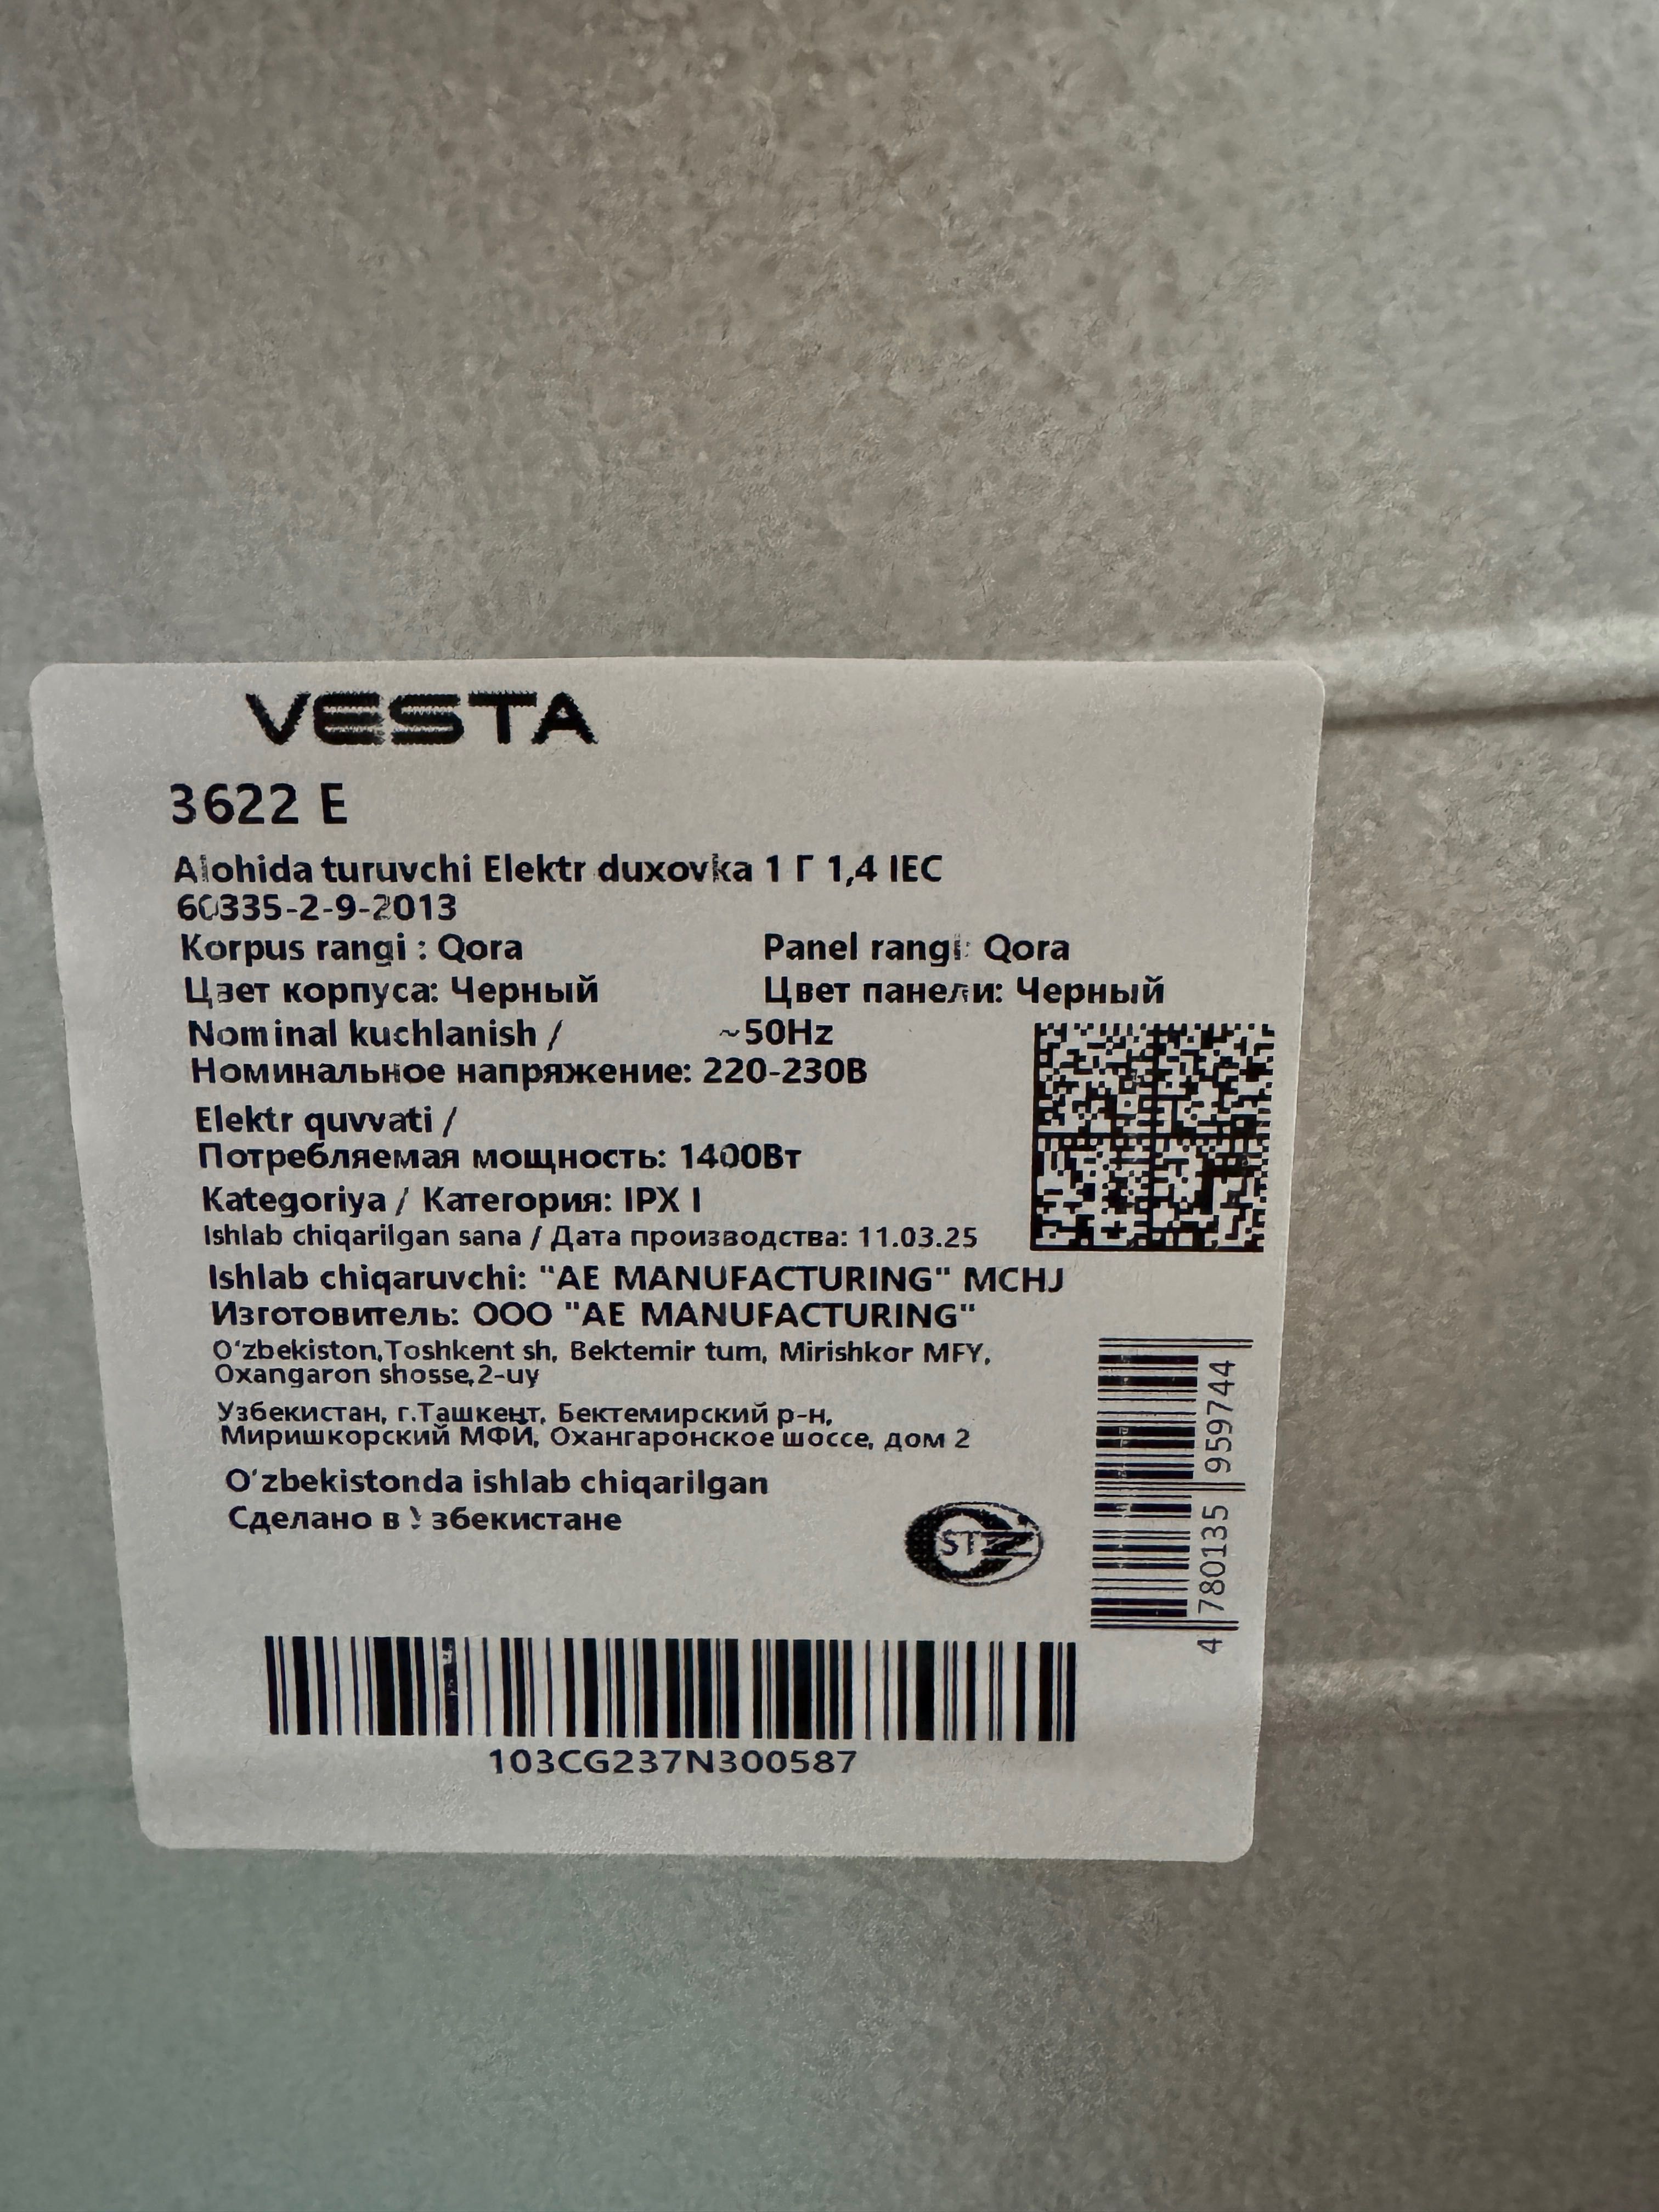 VESTA
3622 E
Alohida turuvchi Elektr duxovka 1 Г 1,4 IEC
60335-2-9-2013
Korpus rangi : Qora Panel rangi: Qora
Цвет корпуса: Черный Цвет панели: Черный
Nominal kuchlanish / ~50Hz
Номинальное напряжение: 220-230В
Elektr quvvati /
Потребляемая мощность: 1400Вт
Kategoriya / Категория: IPX I
Ishlab chiqarilgan sana / Дата производства: 11.03.25
Ishlab chiqaruvchi: "AE MANUFACTURING" MCHJ
Изготовитель: ООО "AE MANUFACTURING"
O‘zbekiston,Toshkent sh, Bektemir tum, Mirishkor MFY,
Oxangaron shosse,2-uy
Узбекистан, г.Ташкент, Бектемирский р-н,
Миришкорский МФЙ, Охангаронское шоссе, дом 2
O‘zbekistonda ishlab chiqarilgan
Сделано в Узбекистане
4 780135 959744
103CG237N300587